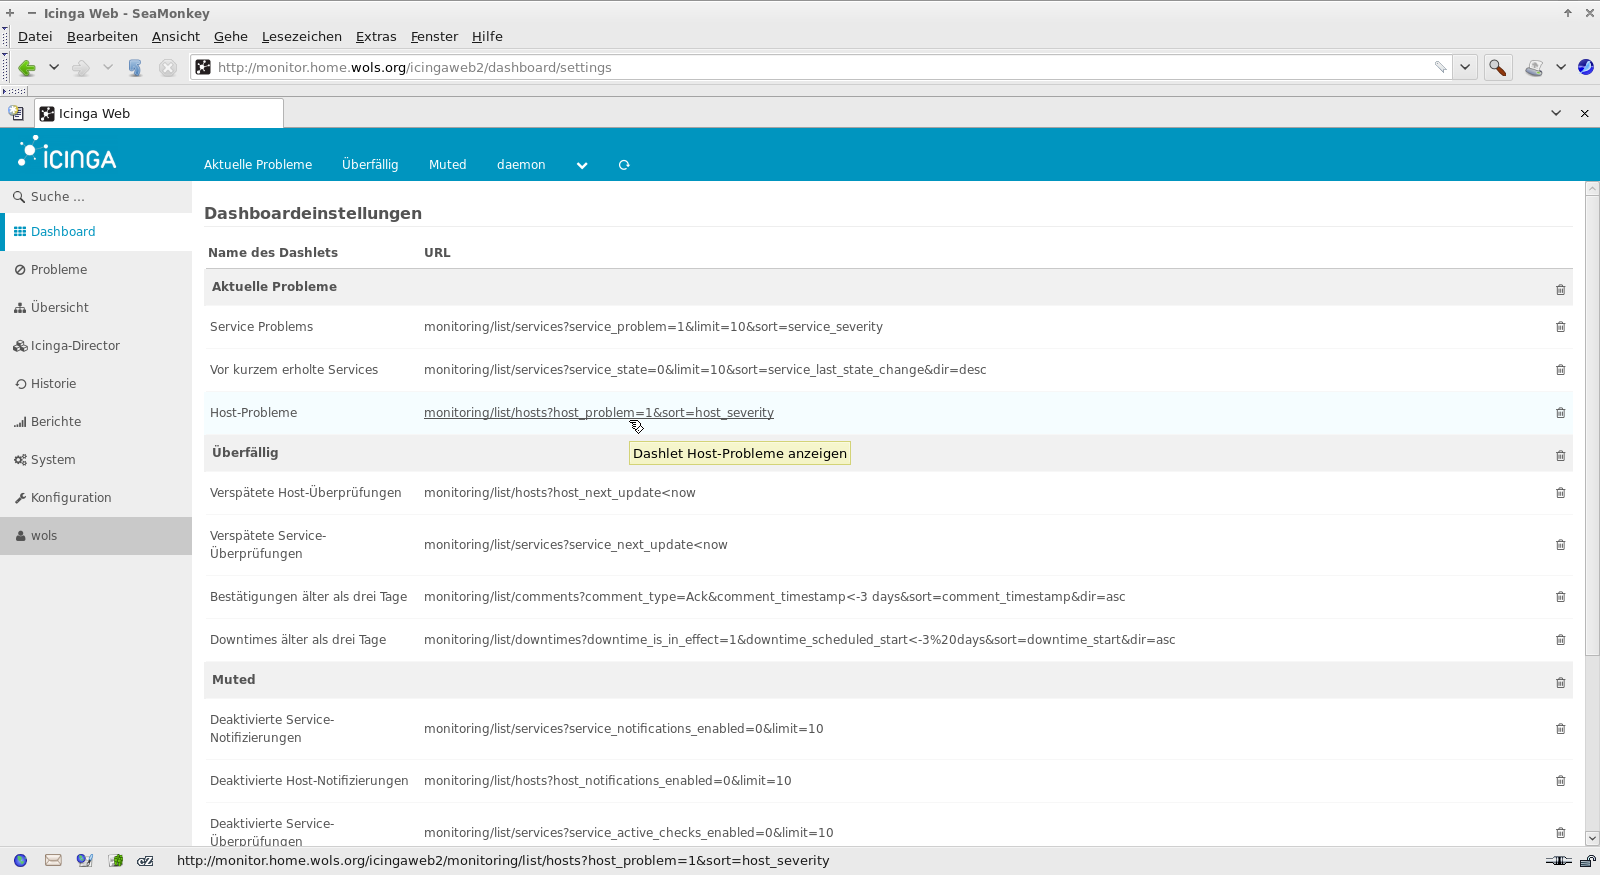 Icinga Web - SeaMonkey
Datei Bearbeiten Ansicht Gehe Lesezeichen Extras Fenster Hilfe
http://monitor.home.wols.org/icingaweb2/dashboard/settings
Icinga Web
ICINGA
Aktuelle Probleme Überfällig Muted daemon
Suche ...
Dashboard
Probleme
Übersicht
Icinga-Director
Historie
Berichte
System
Konfiguration
wols
Dashboardeinstellungen
Name des Dashlets URL
Aktuelle Probleme
Service Problems monitoring/list/services?service_problem=1&limit=10&sort=service_severity
Vor kurzem erholte Services monitoring/list/services?service_state=0&limit=10&sort=service_last_state_change&dir=desc
Host-Probleme monitoring/list/hosts?host_problem=1&sort=host_severity
Dashlet Host-Probleme anzeigen
Überfällig
Verspätete Host-Überprüfungen monitoring/list/hosts?host_next_update<now
Verspätete Service-
Überprüfungen monitoring/list/services?service_next_update<now
Bestätigungen älter als drei Tage monitoring/list/comments?comment_type=Ack&comment_timestamp<-3 days&sort=comment_timestamp&dir=asc
Downtimes älter als drei Tage monitoring/list/downtimes?downtime_is_in_effect=1&downtime_scheduled_start<-3%20days&sort=downtime_start&dir=asc
Muted
Deaktivierte Service-
Notifizierungen monitoring/list/services?service_notifications_enabled=0&limit=10
Deaktivierte Host-Notifizierungen monitoring/list/hosts?host_notifications_enabled=0&limit=10
Deaktivierte Service-
Überprüfungen monitoring/list/services?service_active_checks_enabled=0&limit=10
http://monitor.home.wols.org/icingaweb2/monitoring/list/hosts?host_problem=1&sort=host_severity